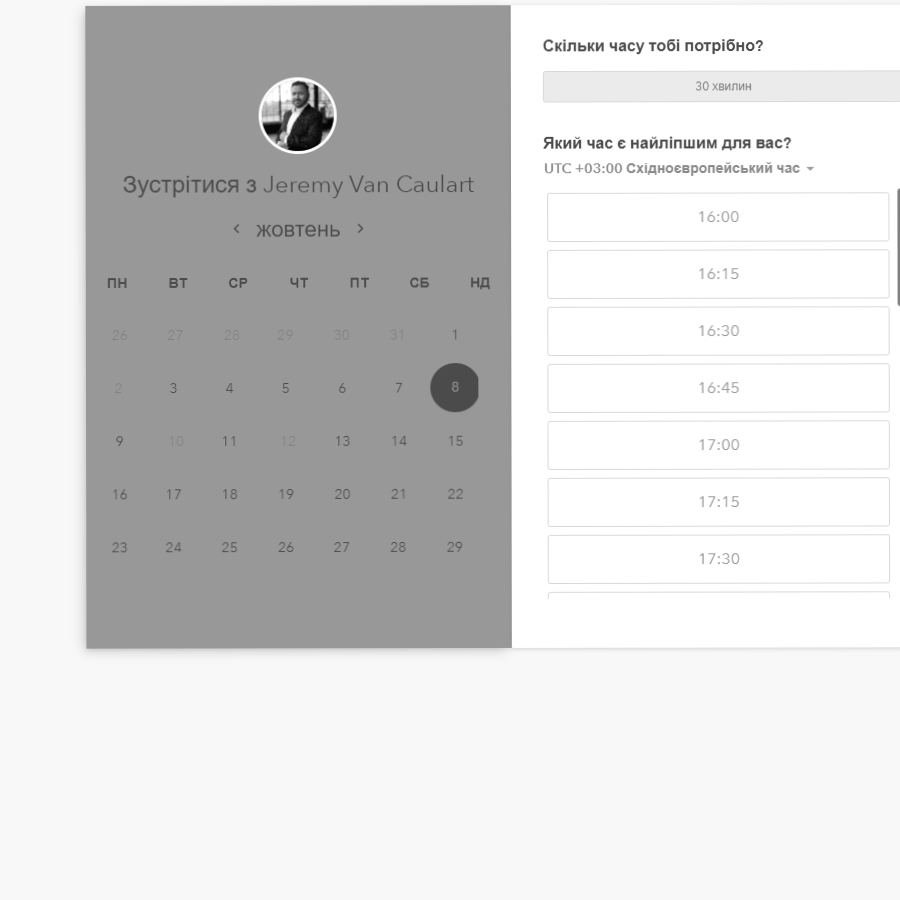 Зустрітися з Jeremy Van Caulart
жовтень
ПН ВТ СР ЧТ ПТ СБ НД
26 27 28 29 30 31 1
2 3 4 5 6 7 8
9 10 11 12 13 14 15
16 17 18 19 20 21 22
23 24 25 26 27 28 29
Скільки часу тобі потрібно?
30 хвилин
Який час є найліпшим для вас?
UTC +03:00 Східноєвропейський час
16:00
16:15
16:30
16:45
17:00
17:15
17:30